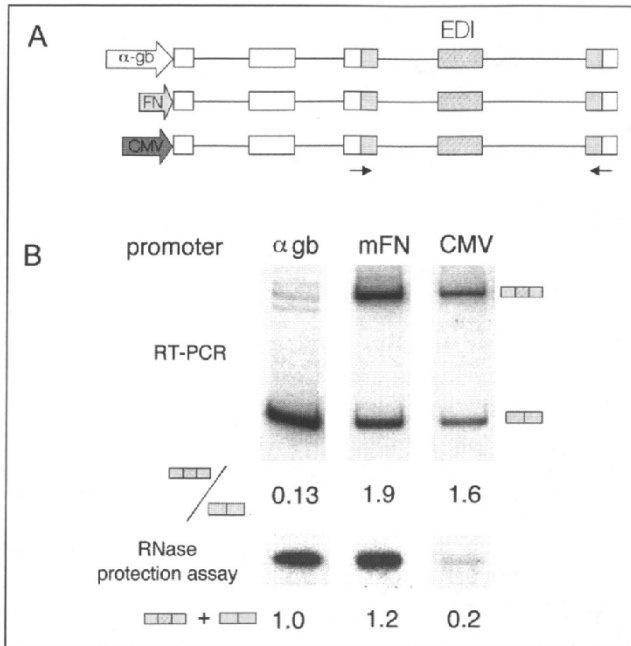 A
EDI
α-gb
FN
CMV
B
promoter α gb mFN CMV
RT-PCR
0.13 1.9 1.6
RNase
protection assay
+ 1.0 1.2 0.2